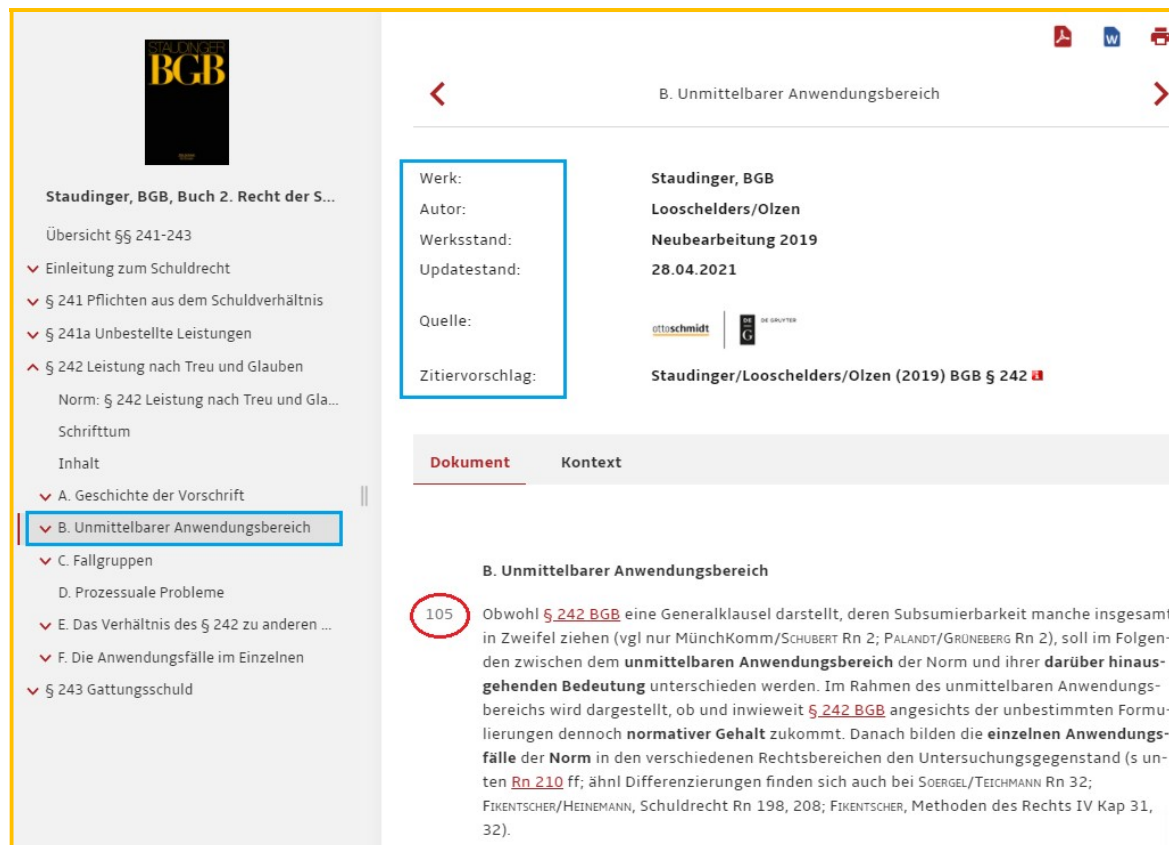 STAUDINGER
BGB
Staudinger, BGB, Buch 2. Recht der S...
Übersicht §§ 241-243
Einleitung zum Schuldrecht
§ 241 Pflichten aus dem Schuldverhältnis
§ 241a Unbestellte Leistungen
§ 242 Leistung nach Treu und Glauben
Norm: § 242 Leistung nach Treu und Gla...
Schrifttum
Inhalt
A. Geschichte der Vorschrift
B. Unmittelbarer Anwendungsbereich
C. Fallgruppen
D. Prozessuale Probleme
E. Das Verhältnis des § 242 zu anderen ...
F. Die Anwendungsfälle im Einzelnen
§ 243 Gattungsschuld
W
B. Unmittelbarer Anwendungsbereich
Werk: Staudinger, BGB
Autor: Looschelders/Olzen
Werksstand: Neubearbeitung 2019
Updatestand: 28.04.2021
Quelle: ottoschmidt DE G DE GRUYTER
Zitiervorschlag: Staudinger/Looschelders/Olzen (2019) BGB § 242
Dokument Kontext
B. Unmittelbarer Anwendungsbereich
105 Obwohl § 242 BGB eine Generalklausel darstellt, deren Subsumierbarkeit manche insgesamt
in Zweifel ziehen (vgl nur MünchKomm/SCHUBERT Rn 2; PALANDT/GRÜNEBERG Rn 2), soll im Folgen-
den zwischen dem unmittelbaren Anwendungsbereich der Norm und ihrer darüber hinaus-
gehenden Bedeutung unterschieden werden. Im Rahmen des unmittelbaren Anwendungs-
bereichs wird dargestellt, ob und inwieweit § 242 BGB angesichts der unbestimmten Formu-
lierungen dennoch normativer Gehalt zukommt. Danach bilden die einzelnen Anwendungs-
fälle der Norm in den verschiedenen Rechtsbereichen den Untersuchungsgegenstand (s un-
ten Rn 210 ff; ähnl Differenzierungen finden sich auch bei SOERGEL/TEICHMANN Rn 32;
FIKENTSCHER/HEINEMANN, Schuldrecht Rn 198, 208; FIKENTSCHER, Methoden des Rechts IV Kap 31,
32).